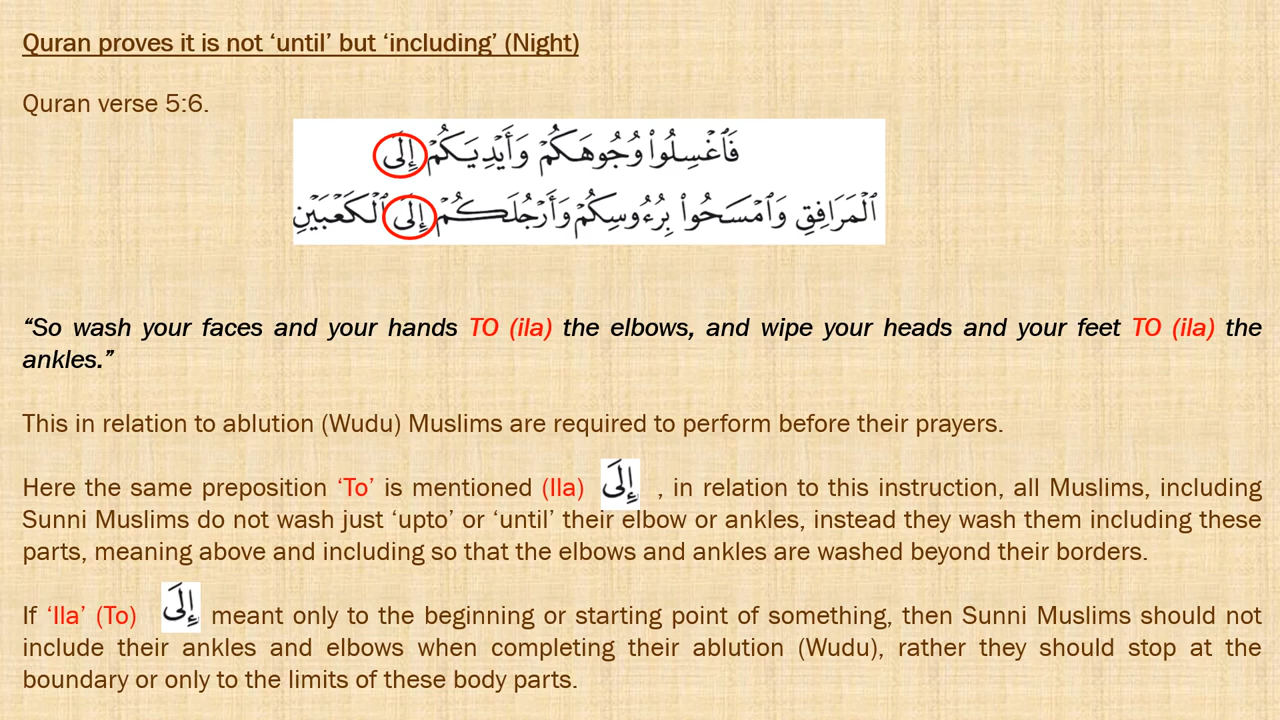 Quran proves it is not ‘until’ but ‘including’ (Night)
Quran verse 5:6.
فَٱغْسِلُوا۟ وُجُوهَكُمْ وَأَيْدِيَكُمْ إِلَى
ٱلْمَرَافِقِ وَٱمْسَحُوا۟ بِرُءُوسِكُمْ وَأَرْجُلَكُمْ إِلَى ٱلْكَعْبَيْنِ
“So wash your faces and your hands TO (ila) the elbows, and wipe your heads and your feet TO (ila) the
ankles.”
This in relation to ablution (Wudu) Muslims are required to perform before their prayers.
Here the same preposition ‘To’ is mentioned (Ila) إِلَى , in relation to this instruction, all Muslims, including
Sunni Muslims do not wash just ‘upto’ or ‘until’ their elbow or ankles, instead they wash them including these
parts, meaning above and including so that the elbows and ankles are washed beyond their borders.
If ‘Ila’ (To) إِلَى meant only to the beginning or starting point of something, then Sunni Muslims should not
include their ankles and elbows when completing their ablution (Wudu), rather they should stop at the
boundary or only to the limits of these body parts.